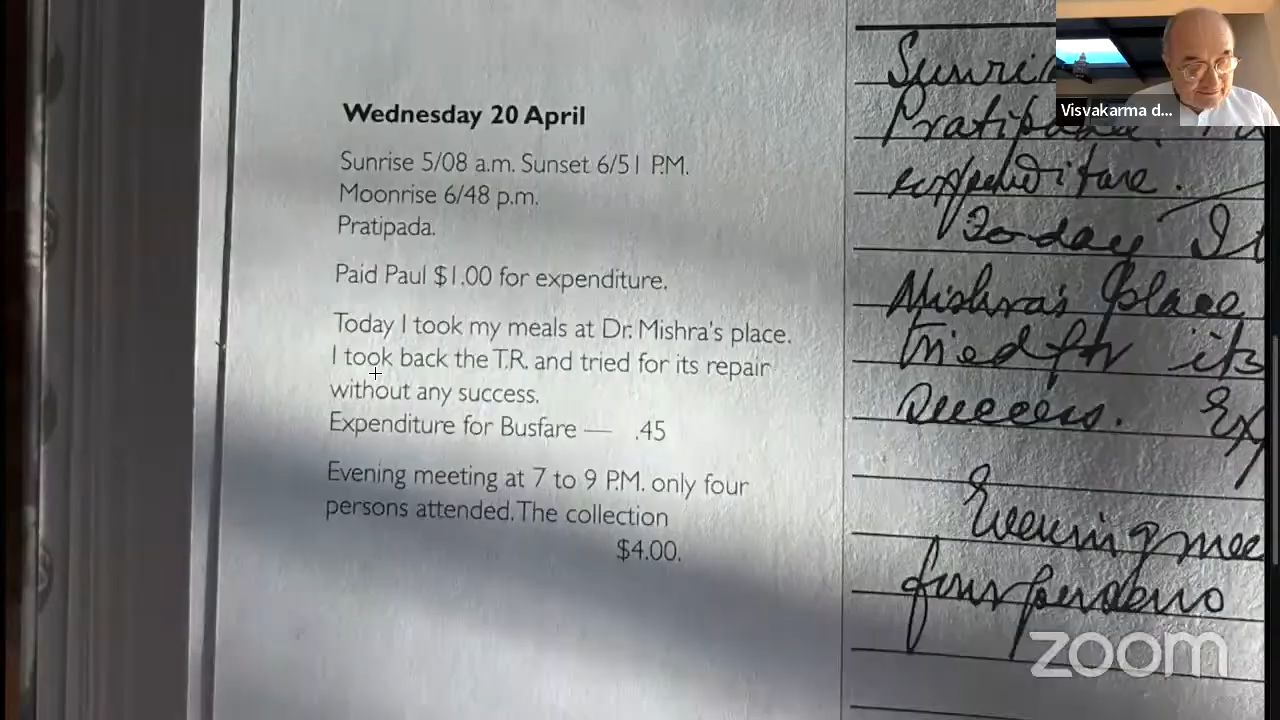 Wednesday 20 April
Sunrise 5/08 a.m. Sunset 6/51 P.M.
Moonrise 6/48 p.m.
Pratipada.
Paid Paul $1.00 for expenditure.
Today I took my meals at Dr. Mishra's place.
I took back the T.R. and tried for its repair
without any success.
Expenditure for Busfare — .45
Evening meeting at 7 to 9 P.M. only four
persons attended. The collection
$4.00.
Pratipada.
expenditure.
Today I
Mishra's place
tried for its
success. Ex
Evening mee
four persons
Visvakarma d...
zoom